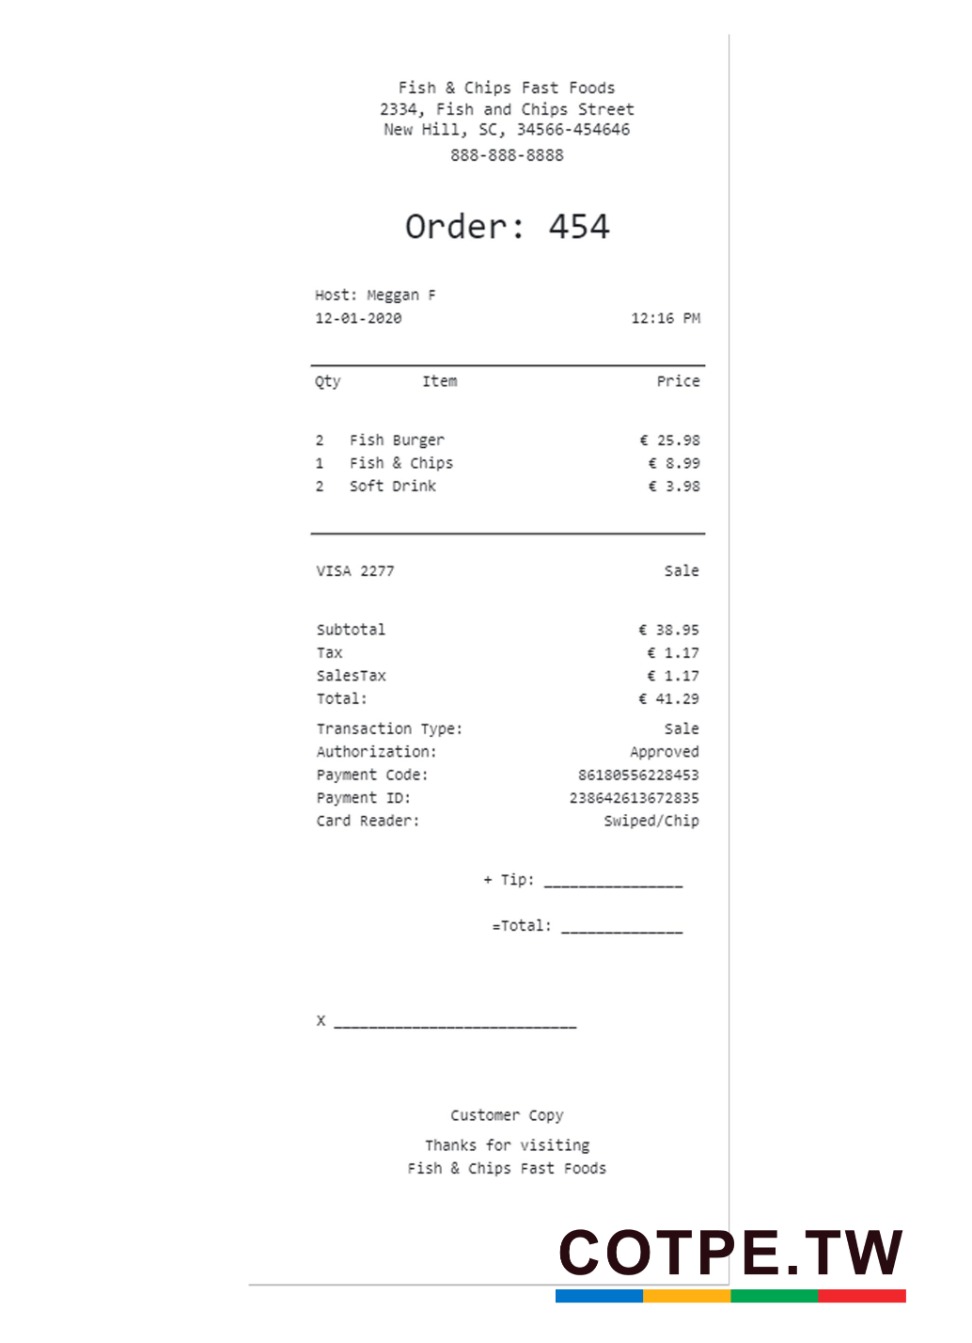 Fish & Chips Fast Foods
2334, Fish and Chips Street
New Hill, SC, 34566-454646
888-888-8888
Order: 454
Host: Meggan F
12-01-2020 12:16 PM
Qty Item Price
2 Fish Burger € 25.98
1 Fish & Chips € 8.99
2 Soft Drink € 3.98
VISA 2277 Sale
Subtotal € 38.95
Tax € 1.17
SalesTax € 1.17
Total: € 41.29
Transaction Type: Sale
Authorization: Approved
Payment Code: 86180556228453
Payment ID: 238642613672835
Card Reader: Swiped/Chip
+ Tip: ________________
=Total: ______________
X ____________________________
Customer Copy
Thanks for visiting
Fish & Chips Fast Foods
COTPE.TW